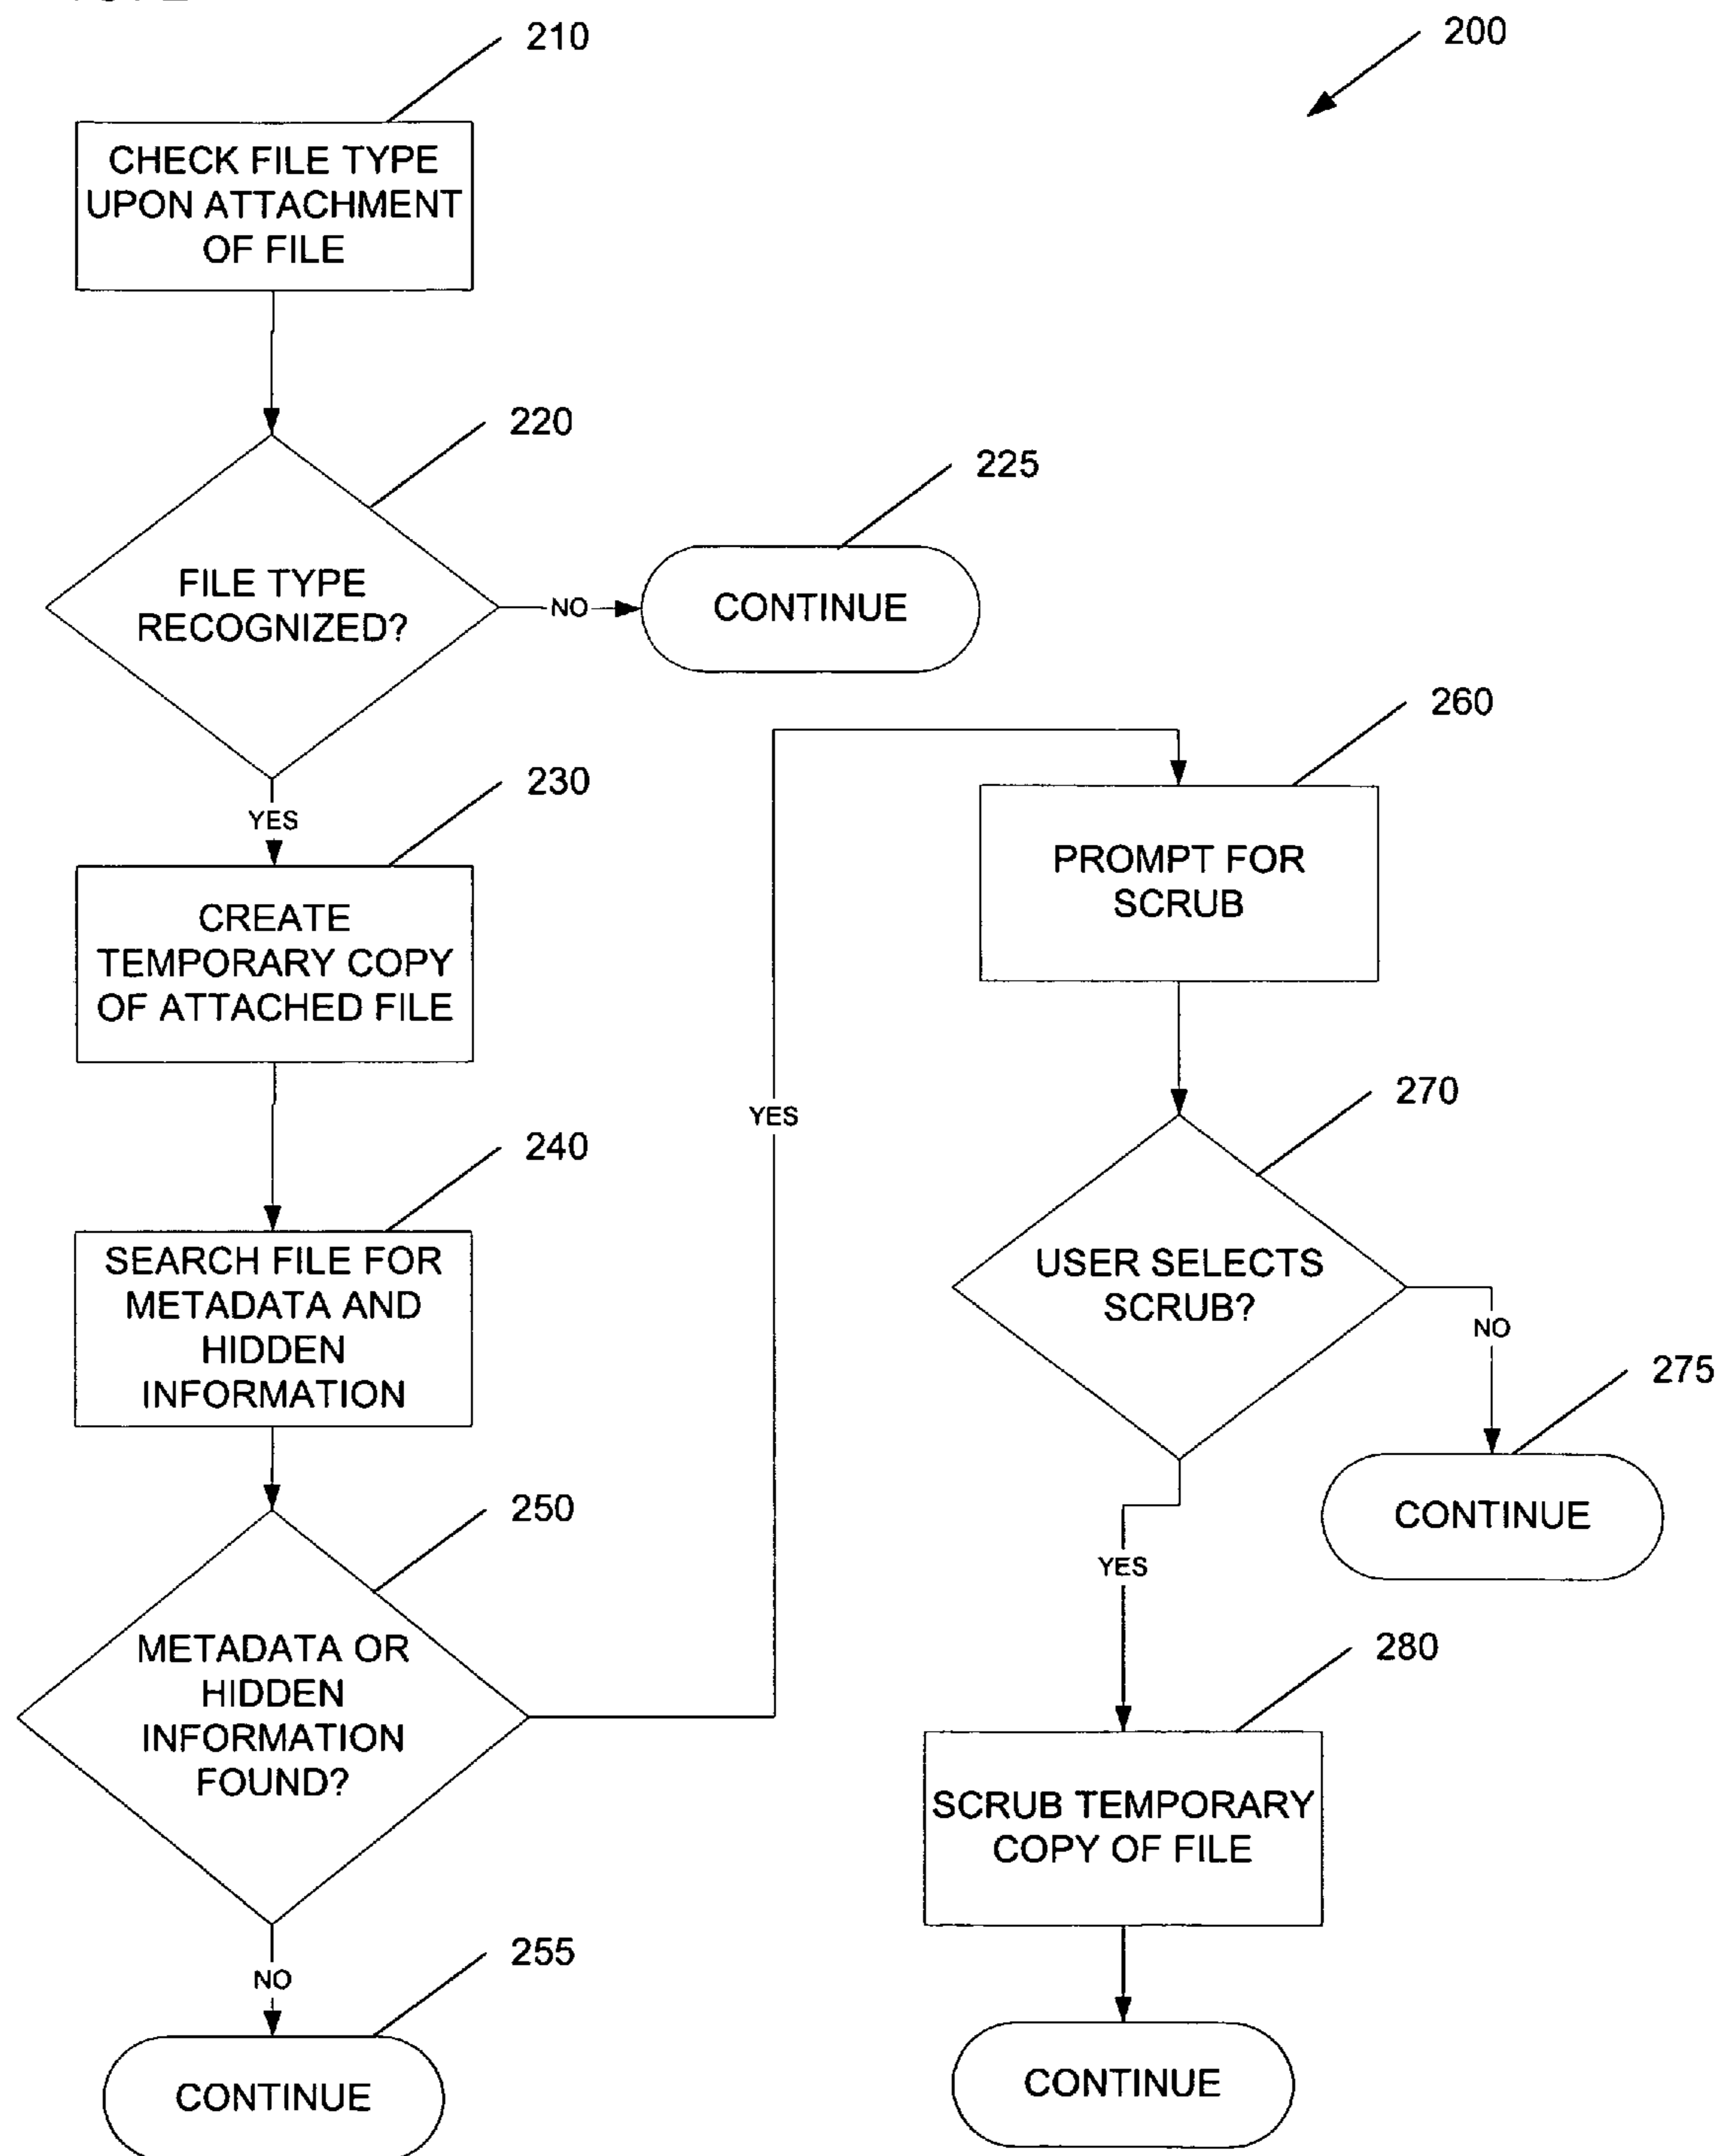 210
200
CHECK FILE TYPE
UPON ATTACHMENT
OF FILE
220
225
FILE TYPE
RECOGNIZED?
NO
CONTINUE
YES
230
CREATE
TEMPORARY COPY
OF ATTACHED FILE
240
SEARCH FILE FOR
METADATA AND
HIDDEN
INFORMATION
250
METADATA OR
HIDDEN
INFORMATION
FOUND?
YES
NO
255
CONTINUE
260
PROMPT FOR
SCRUB
270
USER SELECTS
SCRUB?
NO
275
CONTINUE
YES
280
SCRUB TEMPORARY
COPY OF FILE
CONTINUE